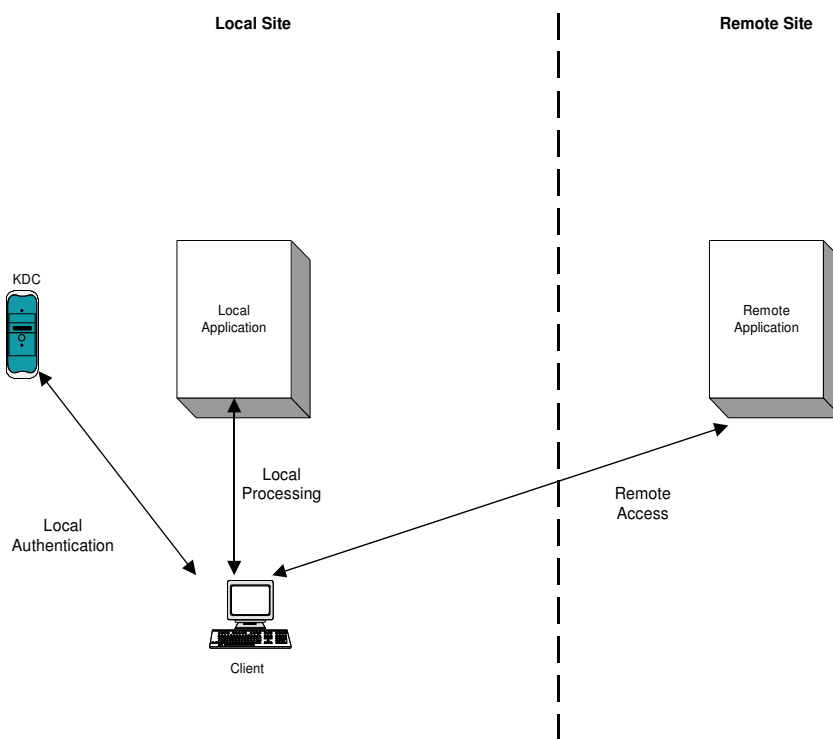 Local Site
Remote Site
KDC
Local
Application
Remote
Application
Local
Processing
Remote
Access
Local
Authentication
Client